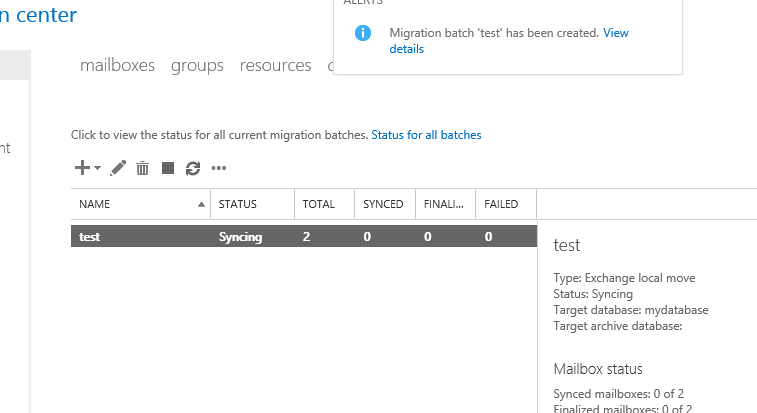 ALERTS
n center
Migration batch 'test' has been created. View
details
mailboxes groups resources
Click to view the status for all current migration batches. Status for all batches
nt
NAME STATUS TOTAL SYNCED FINALI... FAILED
test Syncing 2 0 0 0
test
Type: Exchange local move
Status: Syncing
Target database: mydatabase
Target archive database:
Mailbox status
Synced mailboxes: 0 of 2
Finalized mailboxes: 0 of 2